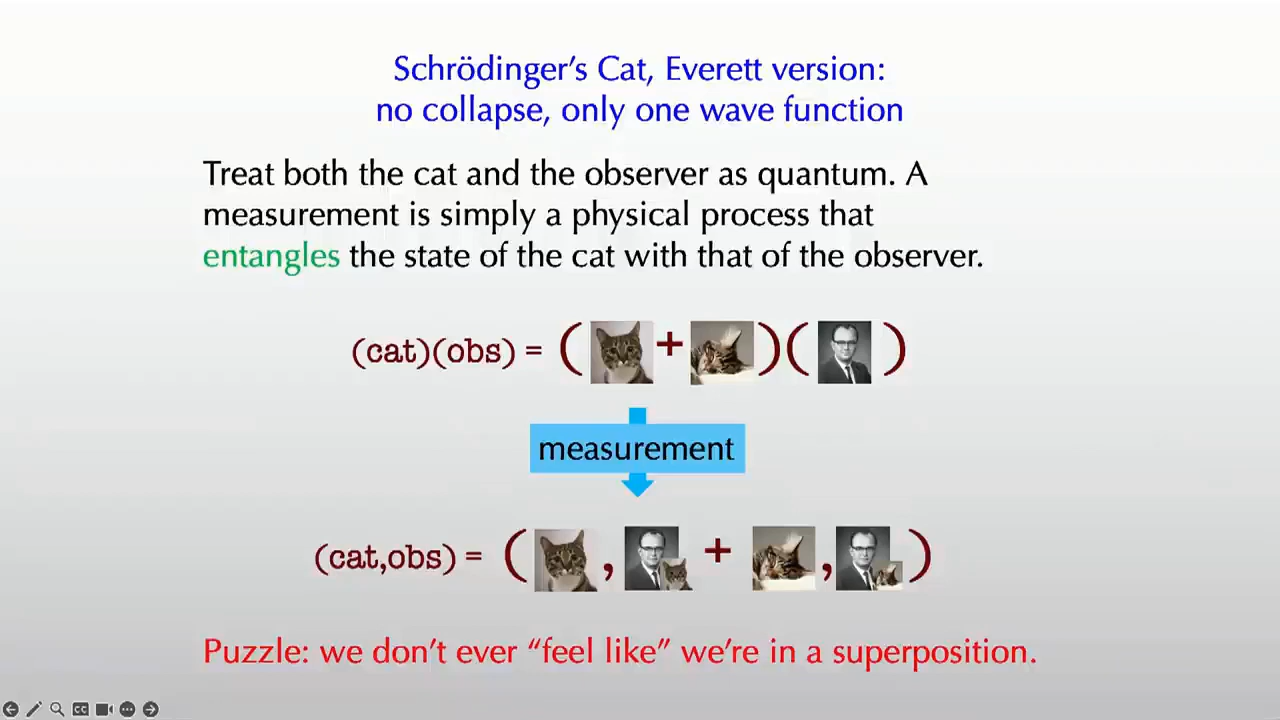 Schrödinger’s Cat, Everett version:
no collapse, only one wave function
Treat both the cat and the observer as quantum. A
measurement is simply a physical process that
entangles the state of the cat with that of the observer.
(cat)(obs) = ( + )( )
measurement
(cat,obs) = ( , + , )
Puzzle: we don’t ever “feel like” we’re in a superposition.
CC